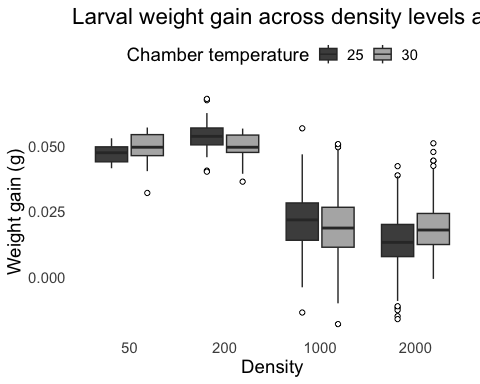 Larval weight gain across density levels a
Chamber temperature 25 30
Weight gain (g)
0.050
0.025
0.000
50 200 1000 2000
Density